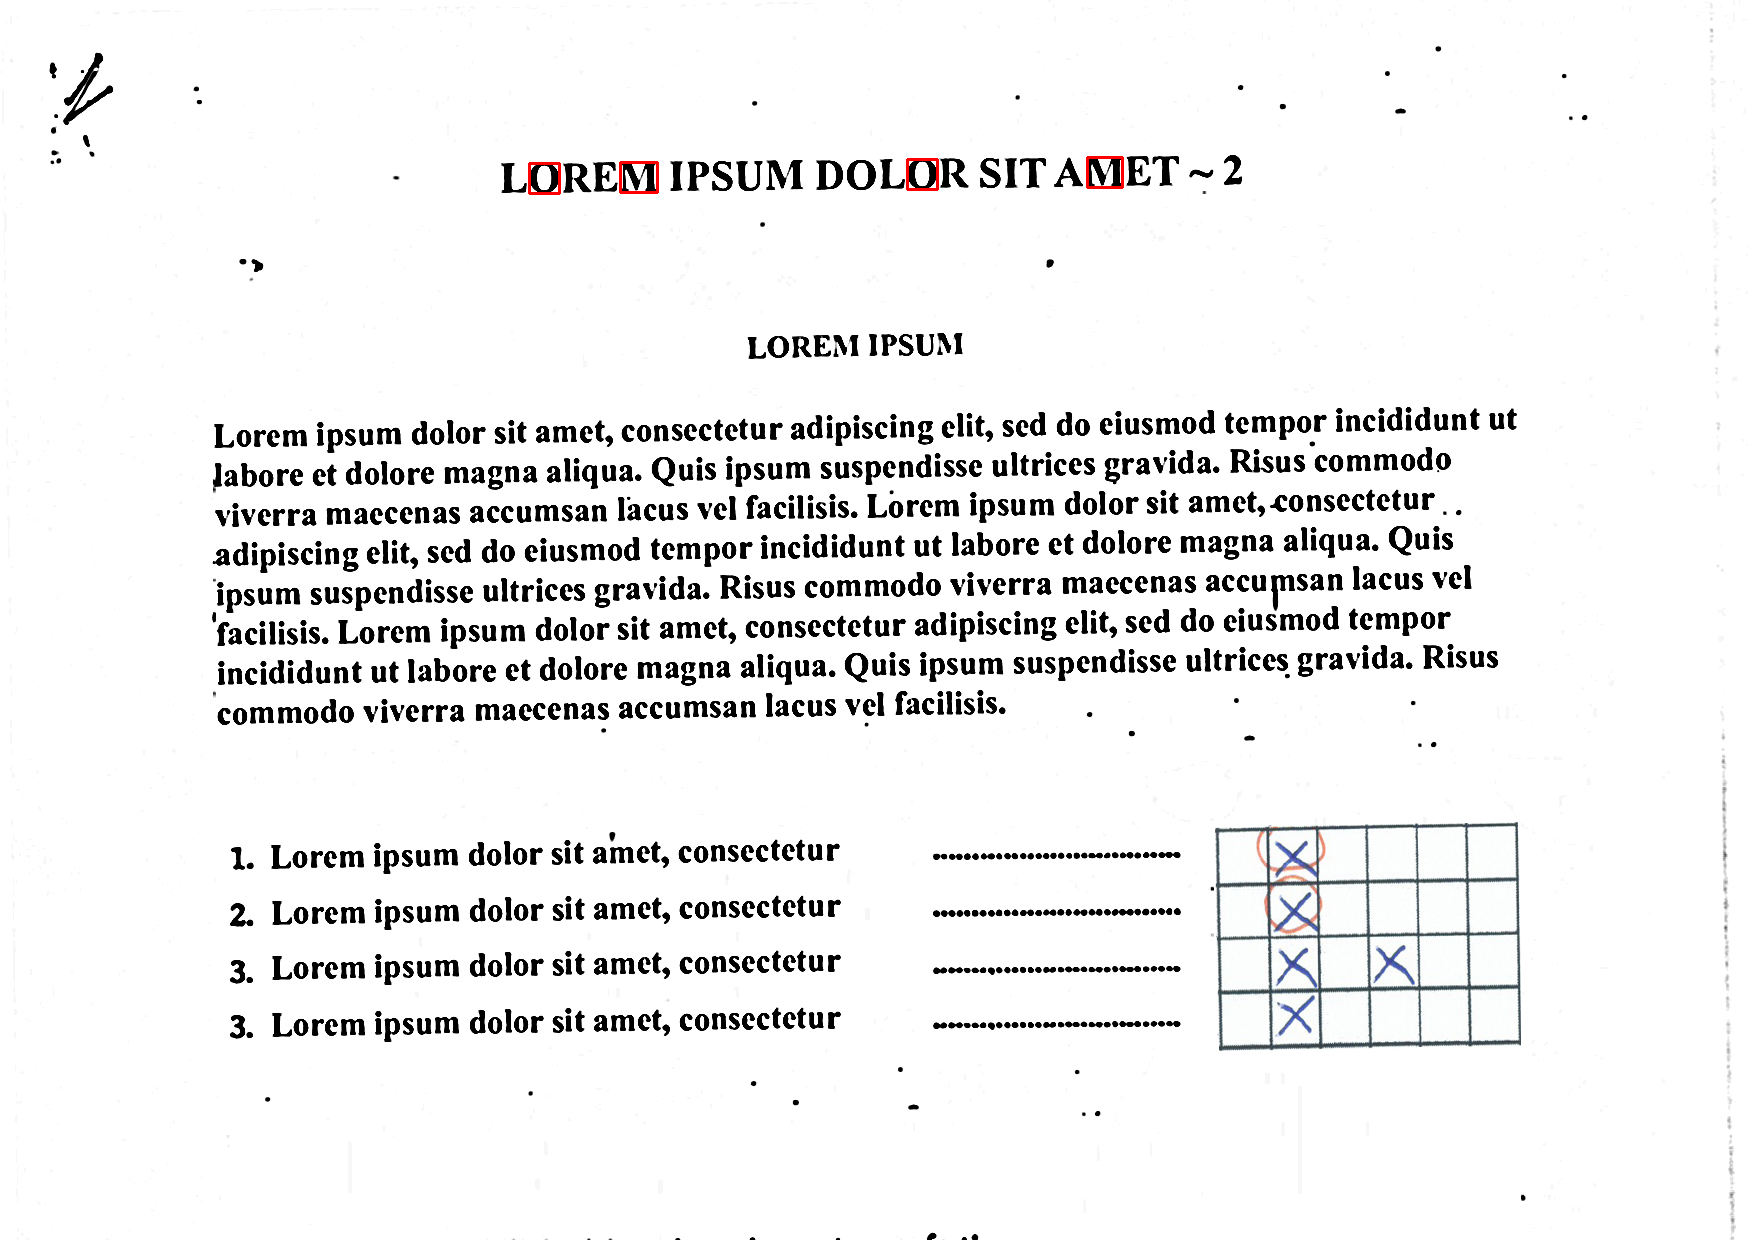 LOREM IPSUM DOLOR SIT AMET ~ 2
LOREM IPSUM
Lorem ipsum dolor sit amet, consectetur adipiscing elit, sed do eiusmod tempor incididunt ut
labore et dolore magna aliqua. Quis ipsum suspendisse ultrices gravida. Risus commodo
viverra maecenas accumsan lacus vel facilisis. Lorem ipsum dolor sit amet, consectetur
adipiscing elit, sed do eiusmod tempor incididunt ut labore et dolore magna aliqua. Quis
ipsum suspendisse ultrices gravida. Risus commodo viverra maecenas accumsan lacus vel
facilisis. Lorem ipsum dolor sit amet, consectetur adipiscing elit, sed do eiusmod tempor
incididunt ut labore et dolore magna aliqua. Quis ipsum suspendisse ultrices gravida. Risus
commodo viverra maecenas accumsan lacus vel facilisis.
1. Lorem ipsum dolor sit amet, consectetur ............................... X
2. Lorem ipsum dolor sit amet, consectetur ............................... X
3. Lorem ipsum dolor sit amet, consectetur ............................... X X
3. Lorem ipsum dolor sit amet, consectetur ............................... X